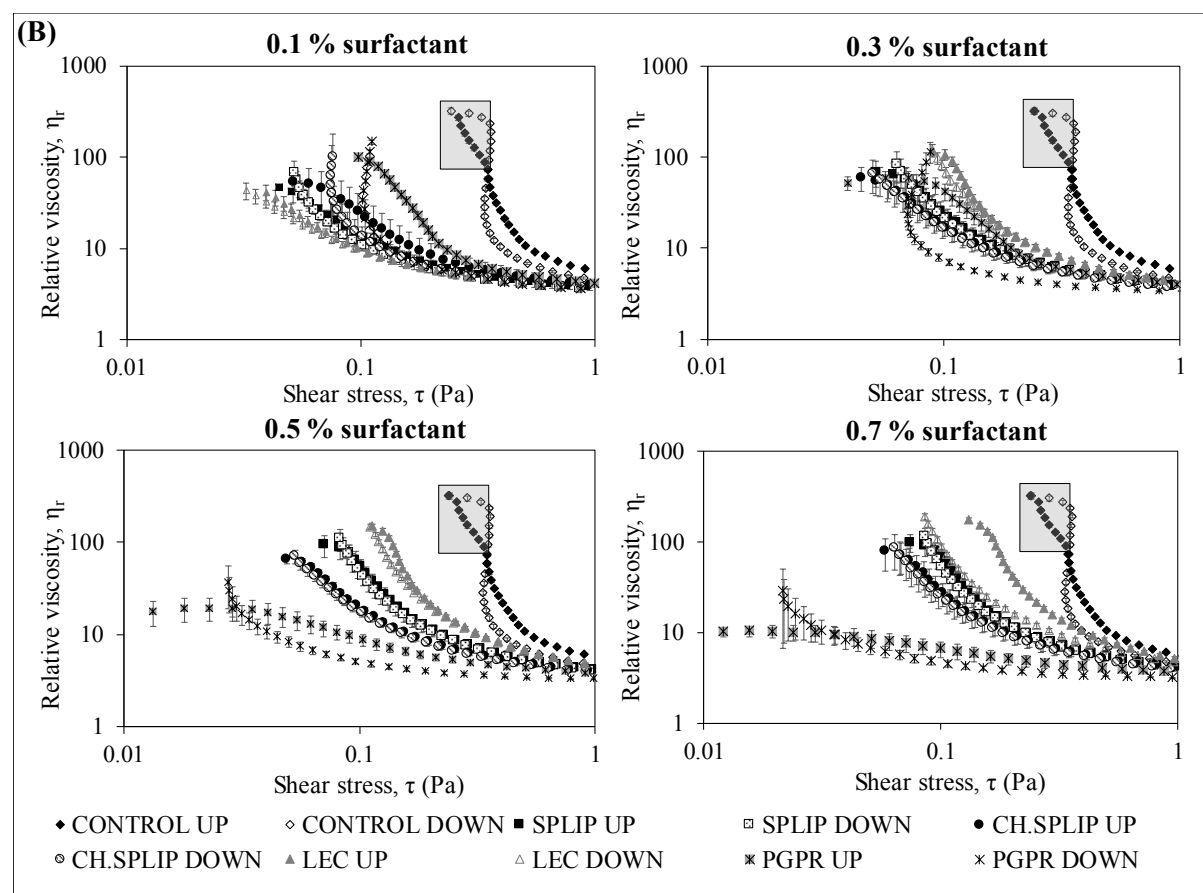 (B)
0.1 % surfactant
0.3 % surfactant
1000
100
10
1
Relative viscosity, ηr
0.01 0.1 1
Shear stress, τ (Pa)
1000
100
10
1
Relative viscosity, ηr
0.01 0.1 1
Shear stress, τ (Pa)
0.5 % surfactant
0.7 % surfactant
1000
100
10
1
Relative viscosity, ηr
0.01 0.1 1
Shear stress, τ (Pa)
1000
100
10
1
Relative viscosity, ηr
0.01 0.1 1
Shear stress, τ (Pa)
CONTROL UP CONTROL DOWN SPLIP UP SPLIP DOWN CH.SPLIP UP
CH.SPLIP DOWN LEC UP LEC DOWN PGPR UP PGPR DOWN